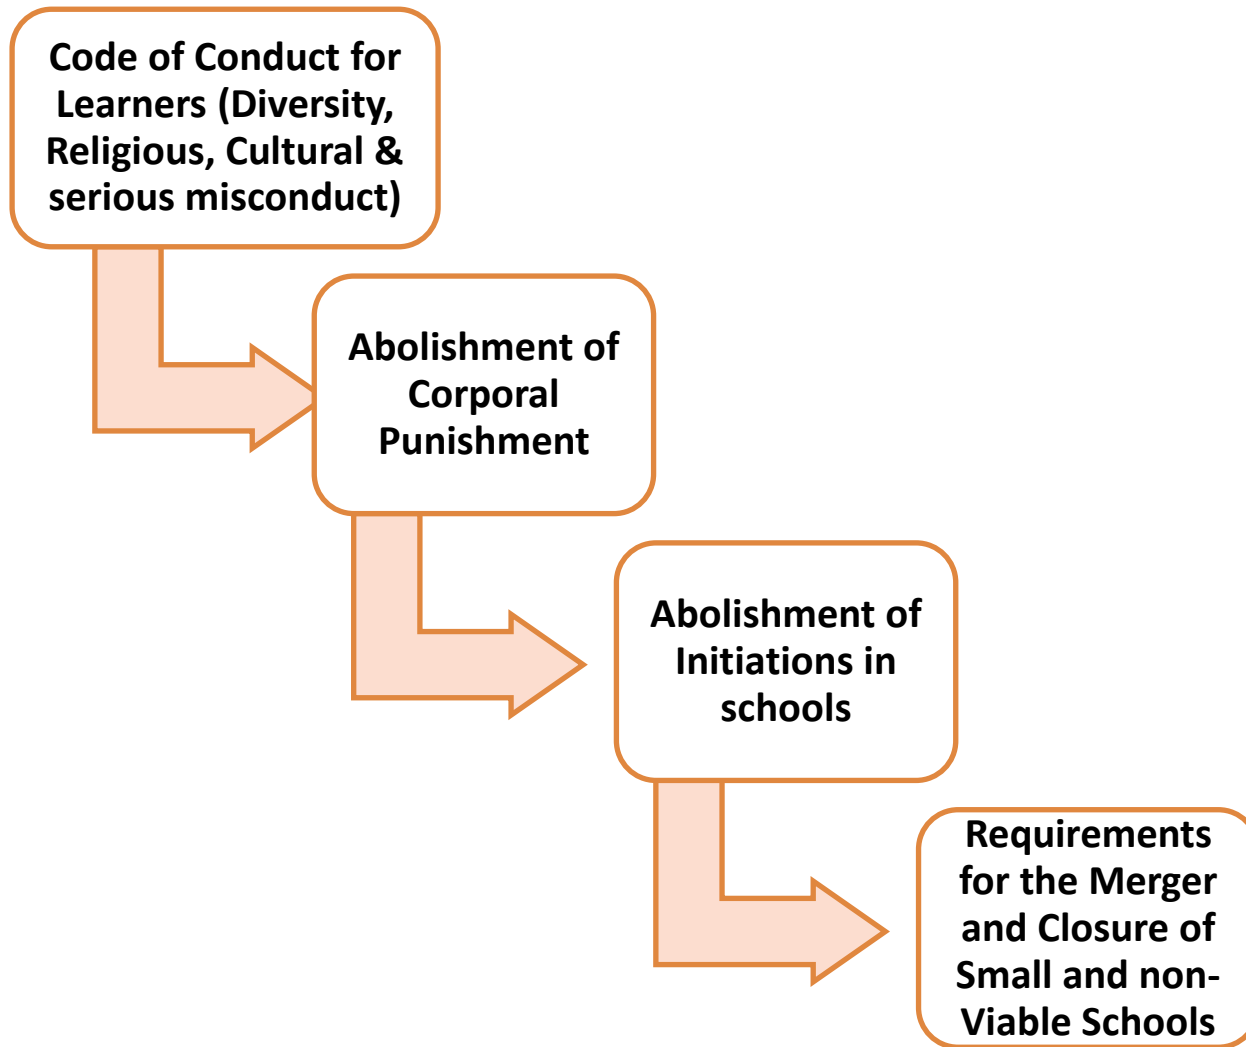 Code of Conduct for
Learners (Diversity,
Religious, Cultural &
serious misconduct)
Abolishment of
Corporal
Punishment
Abolishment of
Initiations in
schools
Requirements
for the Merger
and Closure of
Small and non-
Viable Schools